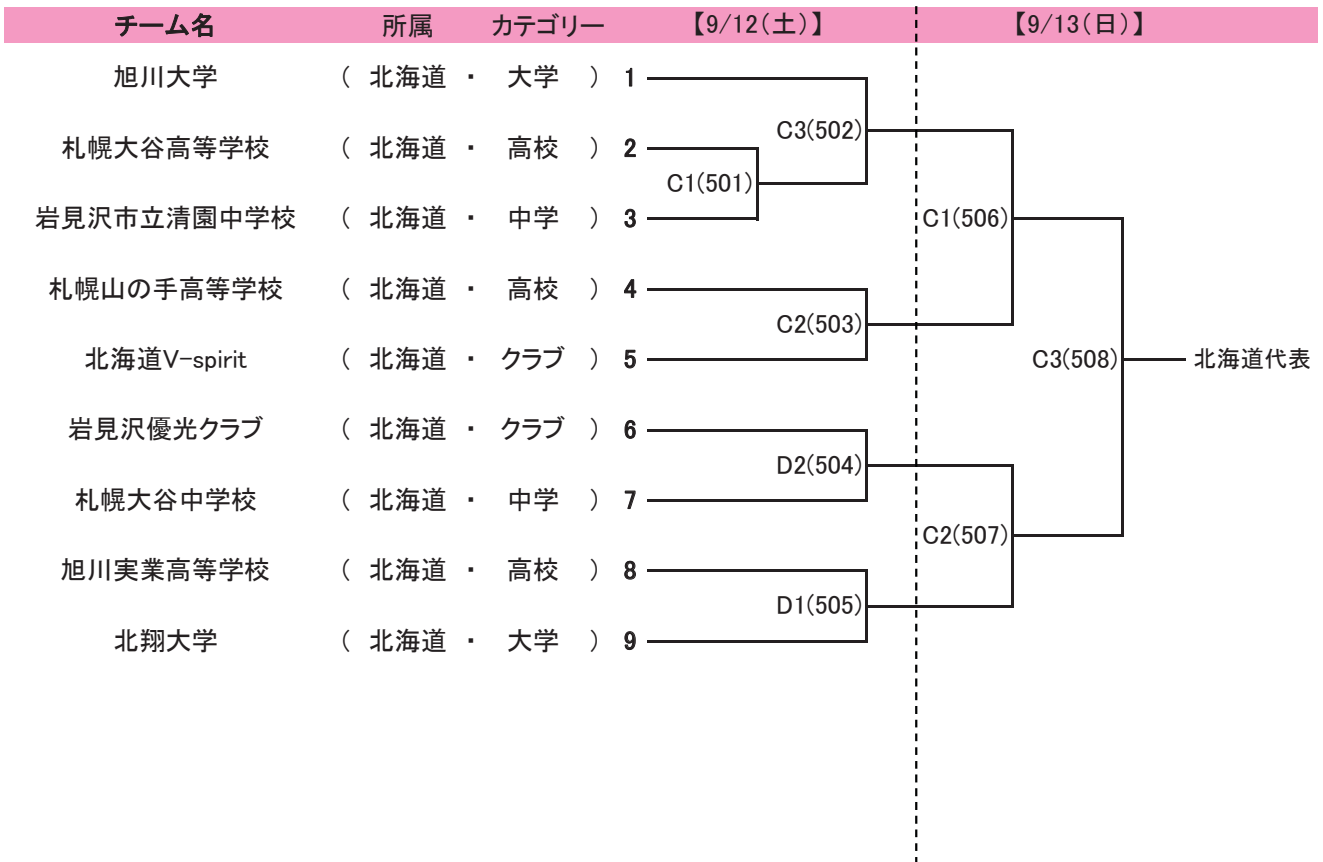 チーム名 所属 カテゴリー 【9/12(土)】 【9/13(日)】
旭川大学 ( 北海道 ・ 大学 ) 1
C3(502)
札幌大谷高等学校 ( 北海道 ・ 高校 ) 2
C1(501)
岩見沢市立清園中学校 ( 北海道 ・ 中学 ) 3 C1(506)
札幌山の手高等学校 ( 北海道 ・ 高校 ) 4
C2(503)
北海道V-spirit ( 北海道 ・ クラブ ) 5 C3(508) 北海道代表
岩見沢優光クラブ ( 北海道 ・ クラブ ) 6
D2(504)
札幌大谷中学校 ( 北海道 ・ 中学 ) 7
C2(507)
旭川実業高等学校 ( 北海道 ・ 高校 ) 8
D1(505)
北翔大学 ( 北海道 ・ 大学 ) 9